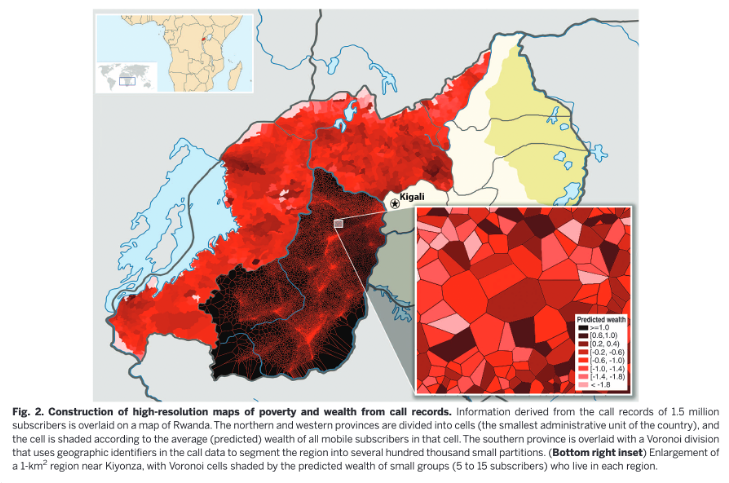 Kigali
Predicted wealth
>=1.0
[0.6,1.0)
[0.2, 0.4)
[-0.2, -0.6)
[-0.6, -1.0)
[-1.0, -1.4)
[-1.4, -1.8)
< -1.8
Fig. 2. Construction of high-resolution maps of poverty and wealth from call records. Information derived from the call records of 1.5 million
subscribers is overlaid on a map of Rwanda. The northern and western provinces are divided into cells (the smallest administrative unit of the country), and
the cell is shaded according to the average (predicted) wealth of all mobile subscribers in that cell. The southern province is overlaid with a Voronoi division
that uses geographic identifiers in the call data to segment the region into several hundred thousand small partitions. (Bottom right inset) Enlargement of
a 1-km² region near Kiyonza, with Voronoi cells shaded by the predicted wealth of small groups (5 to 15 subscribers) who live in each region.